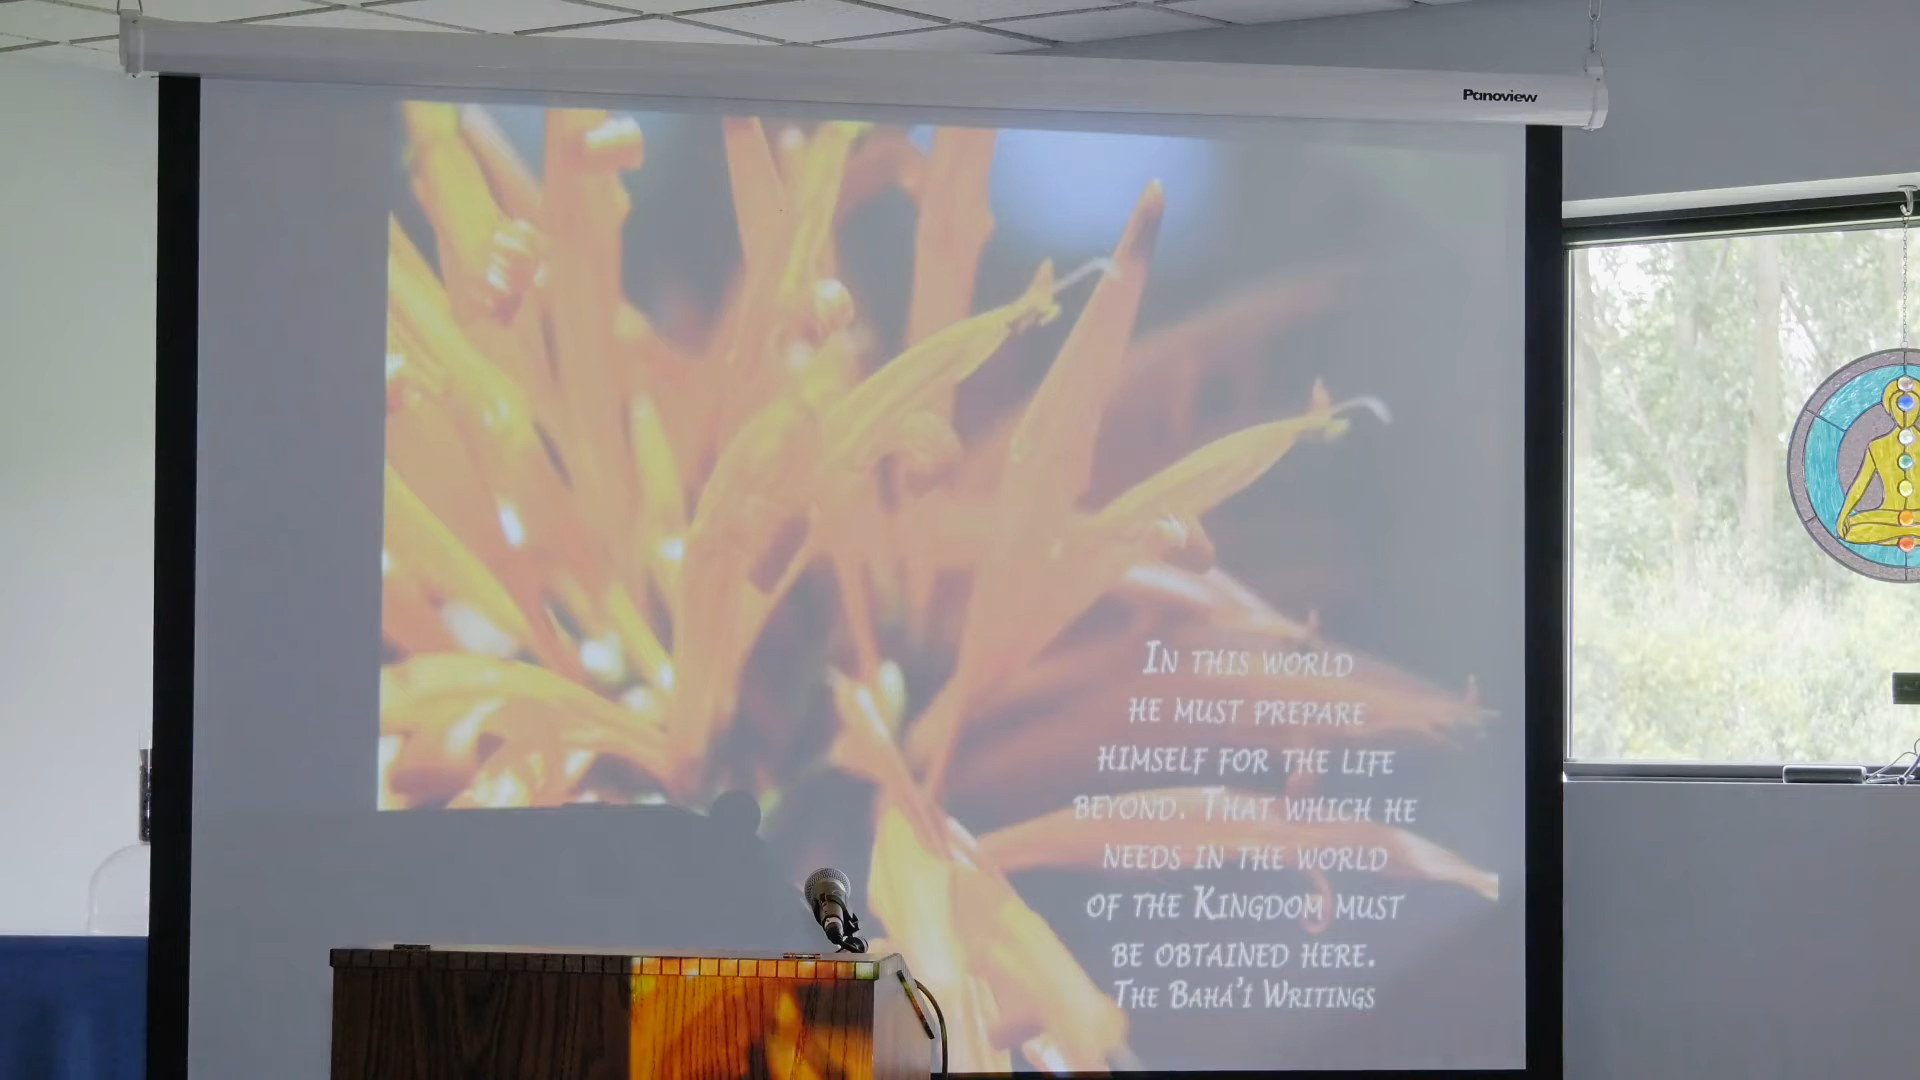 Panoview
In this world
he must prepare
himself for the life
beyond. That which he
needs in the world
of the Kingdom must
be obtained here.
The Bahá'í Writings